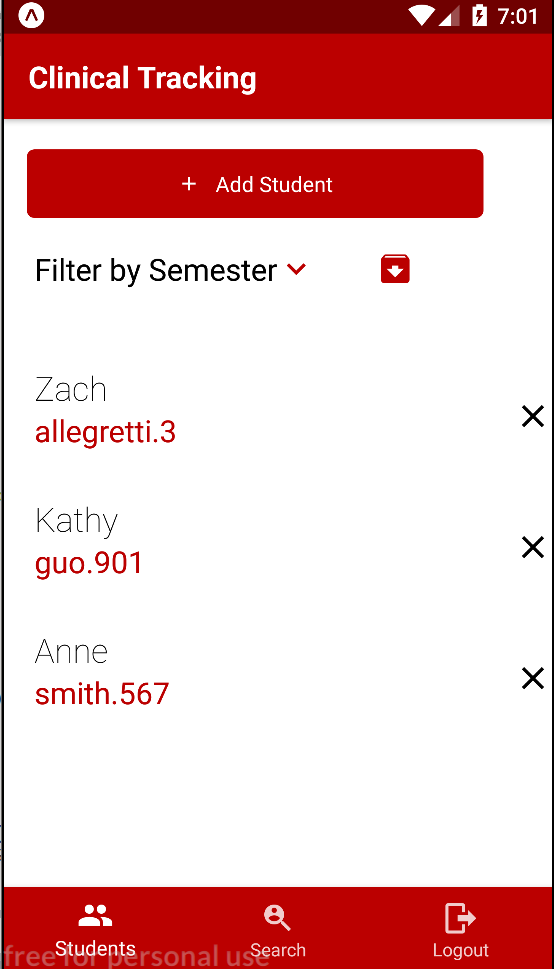 7:01
Clinical Tracking
+ Add Student
Filter by Semester
Zach
allegretti.3
Kathy
guo.901
Anne
smith.567
Students
Search
Logout
free for personal use